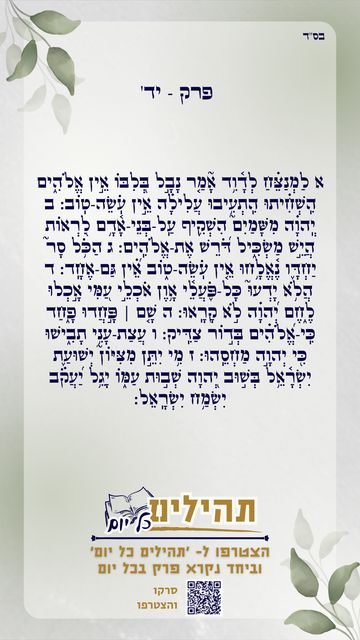 בס"ד
פרק - יד'
א לַמְנַצֵּחַ לְדָוִד אָמַר נָבָל בְּלִבּוֹ אֵין אֱלֹהִים
הִשְׁחִיתוּ הִתְעִיבוּ עֲלִילָה אֵין עֹשֵׂה-טוֹב: ב
יְהוָה מִשָּׁמַיִם הִשְׁקִיף עַל-בְּנֵי-אָדָם לִרְאוֹת
הֲיֵשׁ מַשְׂכִּיל דֹּרֵשׁ אֶת-אֱלֹהִים: ג הַכֹּל סָר
יַחְדָּו נֶאֱלָחוּ אֵין עֹשֵׂה-טוֹב אֵין גַּם-אֶחָד: ד
הֲלֹא יָדְעוּ כָּל-פֹּעֲלֵי אָוֶן אֹכְלֵי עַמִּי אָכְלוּ
לֶחֶם יְהוָה לֹא קָרָאוּ: ה שָׁם | פָּחֲדוּ פָחַד
כִּי-אֱלֹהִים בְּדוֹר צַדִּיק: ו עֲצַת-עָנִי תָבִישׁוּ
כִּי יְהוָה מַחְסֵהוּ: ז מִי יִתֵּן מִצִּיּוֹן יְשׁוּעַת
יִשְׂרָאֵל בְּשׁוּב יְהוָה שְׁבוּת עַמּוֹ יָגֵל יַעֲקֹב
יִשְׂמַח יִשְׂרָאֵל:
תהילים
כל יום
הצטרפו ל- 'תהילים כל יום'
וביחד נקרא פרק בכל יום
סרקו
והצטרפו